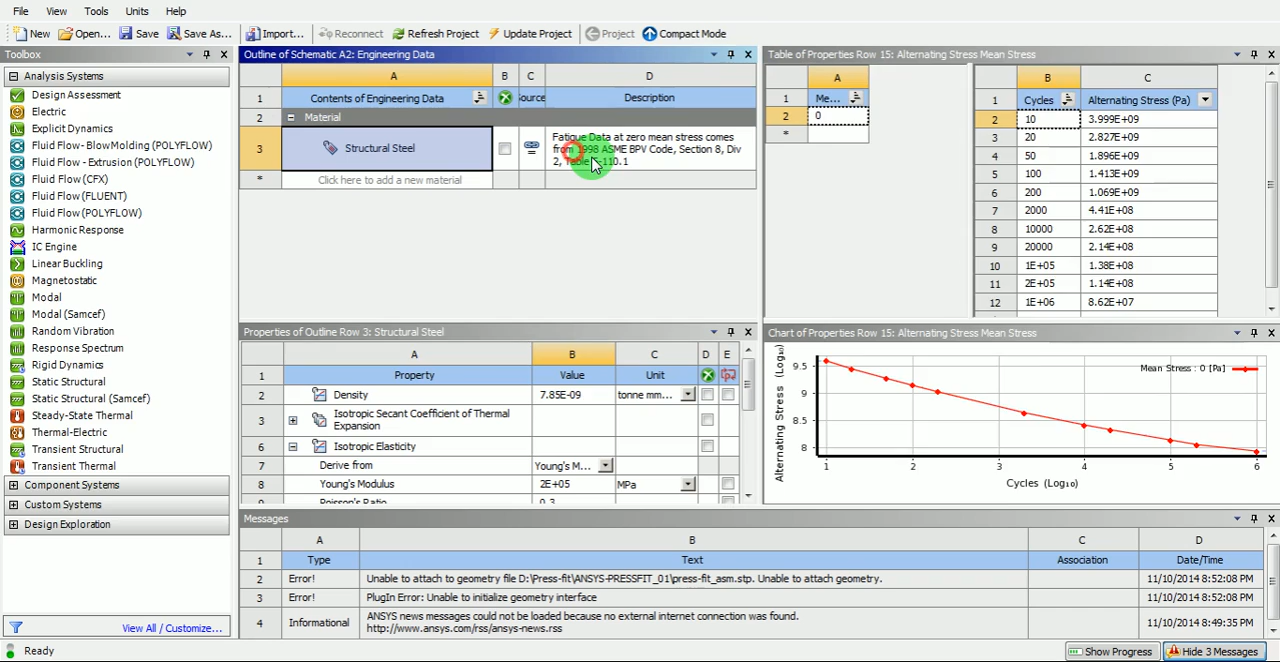 File View Tools Units Help
New Open... Save Save As... Import... Reconnect Refresh Project Update Project Project Compact Mode
Toolbox
Analysis Systems
Design Assessment
Electric
Explicit Dynamics
Fluid Flow - BlowMolding (POLYFLOW)
Fluid Flow - Extrusion (POLYFLOW)
Fluid Flow (CFX)
Fluid Flow (FLUENT)
Fluid Flow (POLYFLOW)
Harmonic Response
IC Engine
Linear Buckling
Magnetostatic
Modal
Modal (Samcef)
Random Vibration
Response Spectrum
Rigid Dynamics
Static Structural
Static Structural (Samcef)
Steady-State Thermal
Thermal-Electric
Transient Structural
Transient Thermal
Component Systems
Custom Systems
Design Exploration
View All / Customize...
Outline of Schematic A2: Engineering Data
A B C D
1 Contents of Engineering Data Source Description
2 Material
3 Structural Steel
Fatigue Data at zero mean stress comes
from 1998 ASME BPV Code, Section 8, Div
2, Table 5-110.1
* Click here to add a new material
Table of Properties Row 15: Alternating Stress Mean Stress
A
1 Me...
2 0
*
B C
1 Cycles Alternating Stress (Pa)
2 10 3.999E+09
3 20 2.827E+09
4 50 1.896E+09
5 100 1.413E+09
6 200 1.069E+09
7 2000 4.41E+08
8 10000 2.62E+08
9 20000 2.14E+08
10 1E+05 1.38E+08
11 2E+05 1.14E+08
12 1E+06 8.62E+07
Properties of Outline Row 3: Structural Steel
A B C D E
1 Property Value Unit
2 Density 7.85E-09 tonne mm...
3 Isotropic Secant Coefficient of Thermal
Expansion
6 Isotropic Elasticity
7 Derive from Young's M...
8 Young's Modulus 2E+05 MPa
9 Poisson's Ratio 0.3
Chart of Properties Row 15: Alternating Stress Mean Stress
Mean Stress : 0 [Pa]
Alternating Stress (Log₁₀)
9.5
9
8.5
8
1 2 3 4 5 6
Cycles (Log₁₀)
Messages
A B C D
1 Type Text Association Date/Time
2 Error! Unable to attach to geometry file D:\Press-fit\ANSYS-PRESSFIT_01\press-fit_asm.stp. Unable to attach geometry. 11/10/2014 8:52:08 PM
3 Error! PlugIn Error: Unable to initialize geometry interface 11/10/2014 8:52:08 PM
4 Informational ANSYS news messages could not be loaded because no external internet connection was found.
http://www.ansys.com/rss/ansys-news.rss 11/10/2014 8:49:35 PM
Ready Show Progress Hide 3 Messages